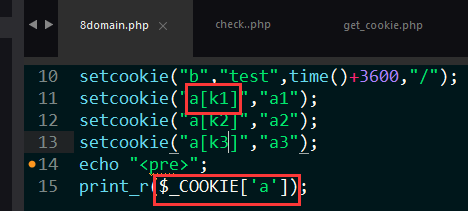 8domain.php check..php get_cookie.php
10 setcookie("b","test",time()+3600,"/");
11 setcookie("a[k1]","a1");
12 setcookie("a[k2]","a2");
13 setcookie("a[k3]","a3");
14 echo "<pre>";
15 print_r($_COOKIE['a']);